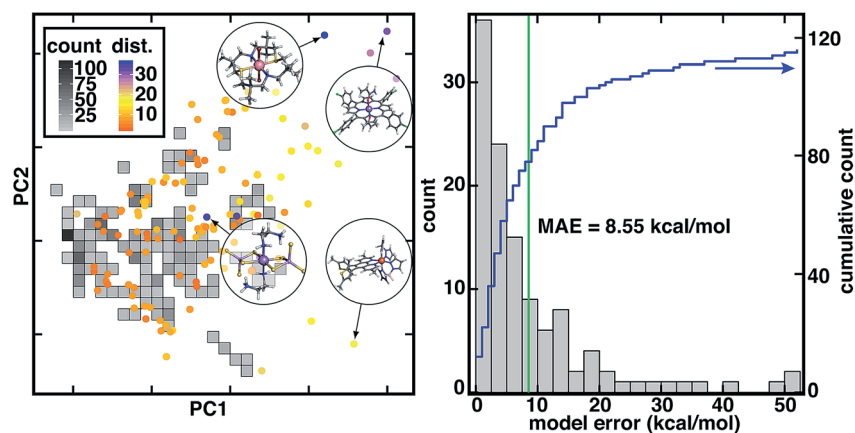 count dist.
100
75
50
25
30
20
10
PC2
PC1
30
20
10
0
count
0 10 20 30 40 50
model error (kcal/mol)
MAE = 8.55 kcal/mol
120
80
40
0
cumulative count